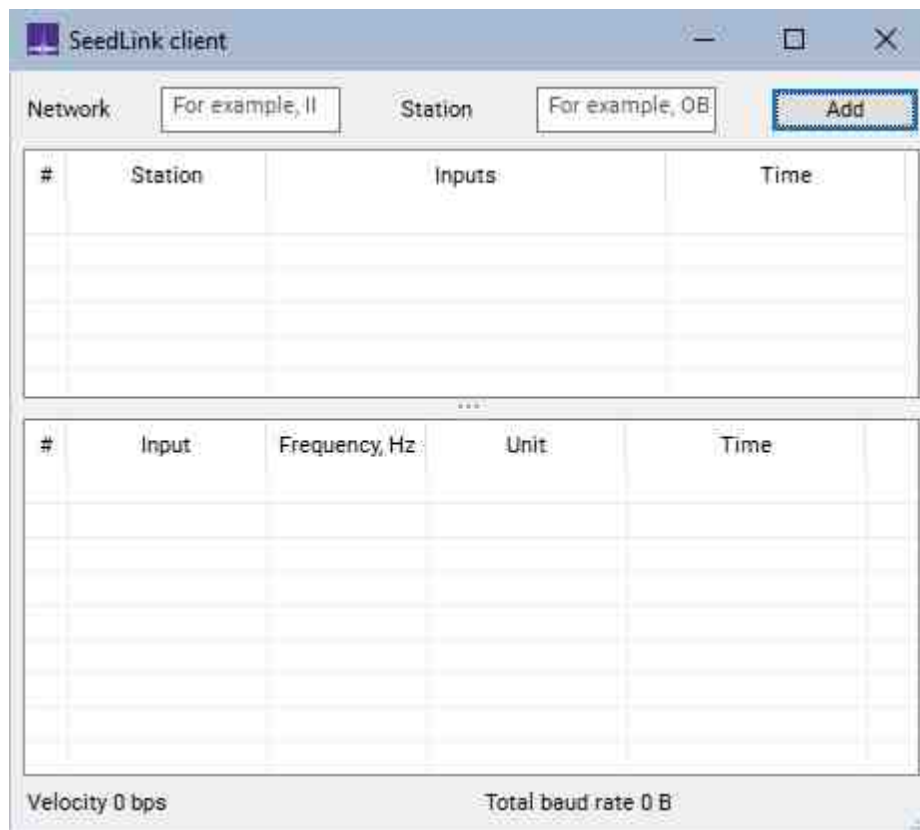 SeedLink client
Network For example, II Station For example, OB Add
# Station Inputs Time
# Input Frequency, Hz Unit Time
Velocity 0 bps Total baud rate 0 B